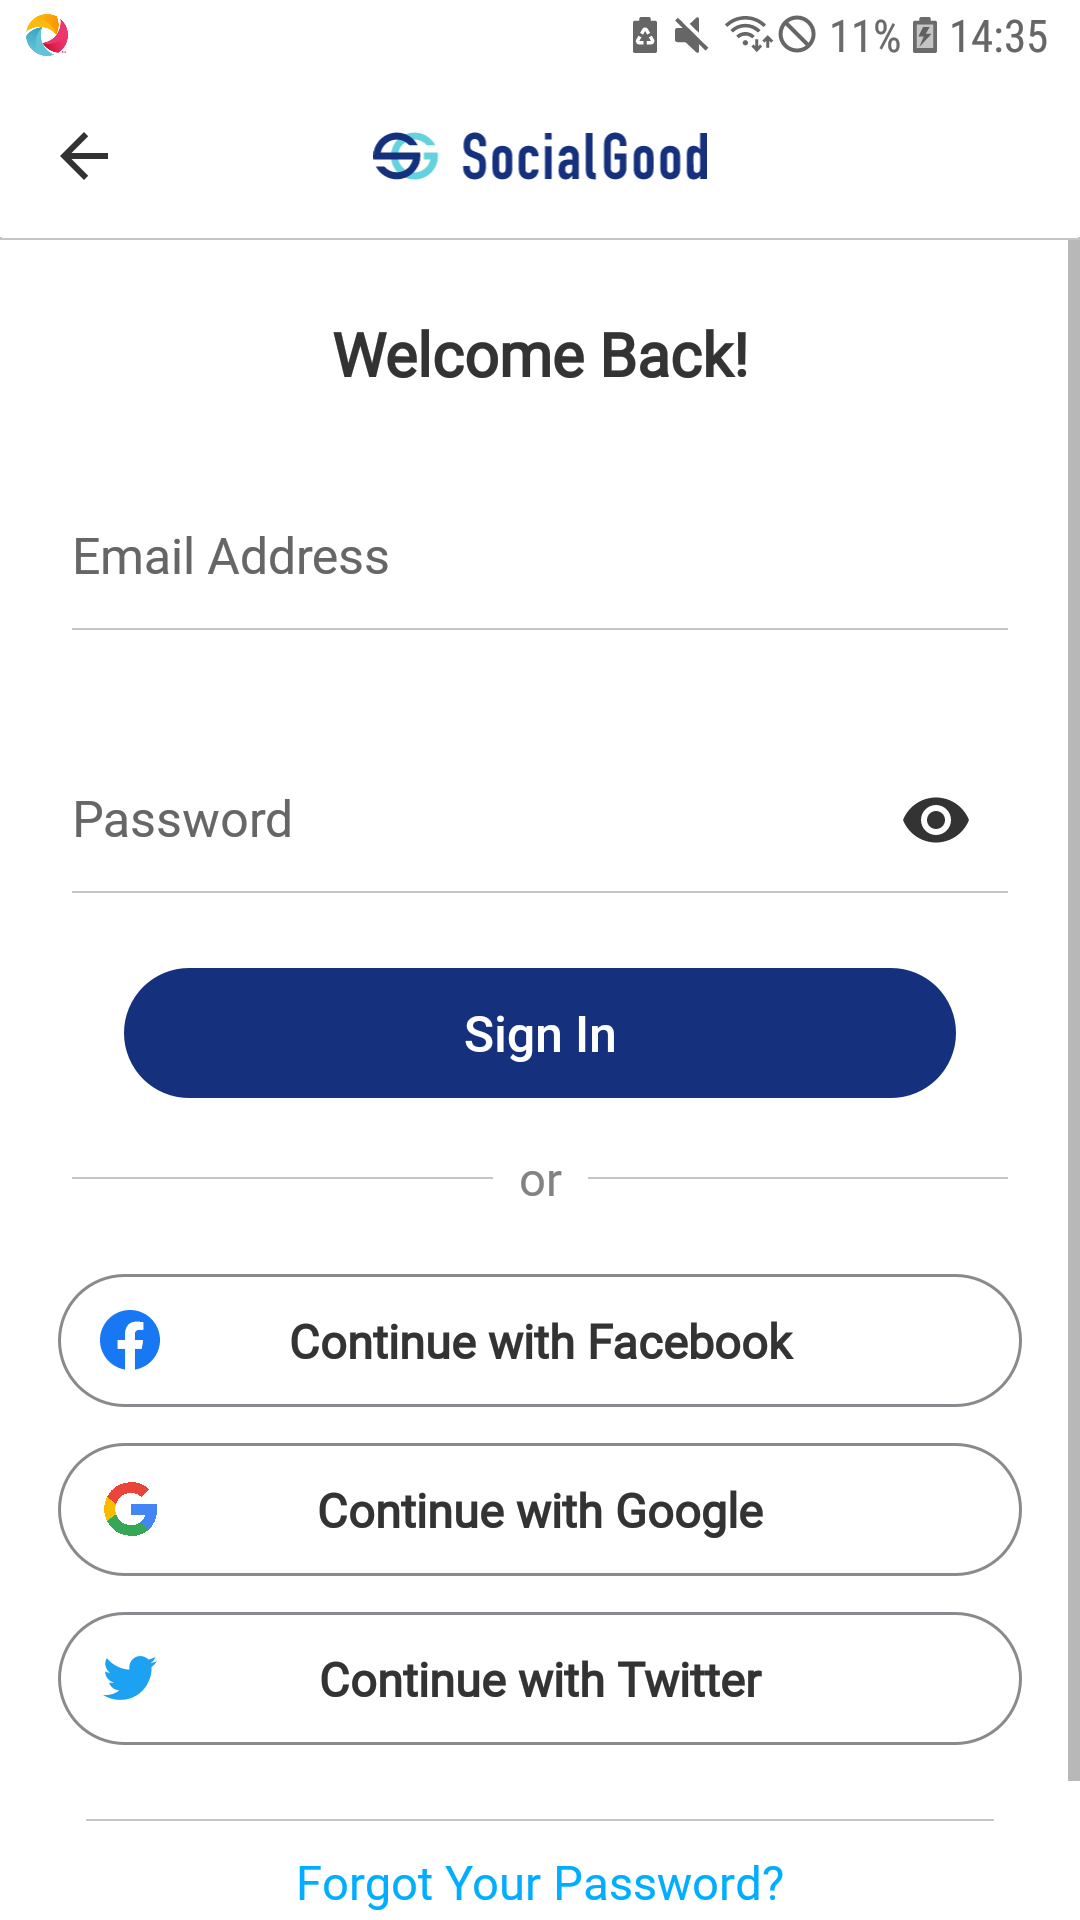 11% 14:35
SocialGood
Welcome Back!
Email Address
Password
Sign In
or
Continue with Facebook
Continue with Google
Continue with Twitter
Forgot Your Password?